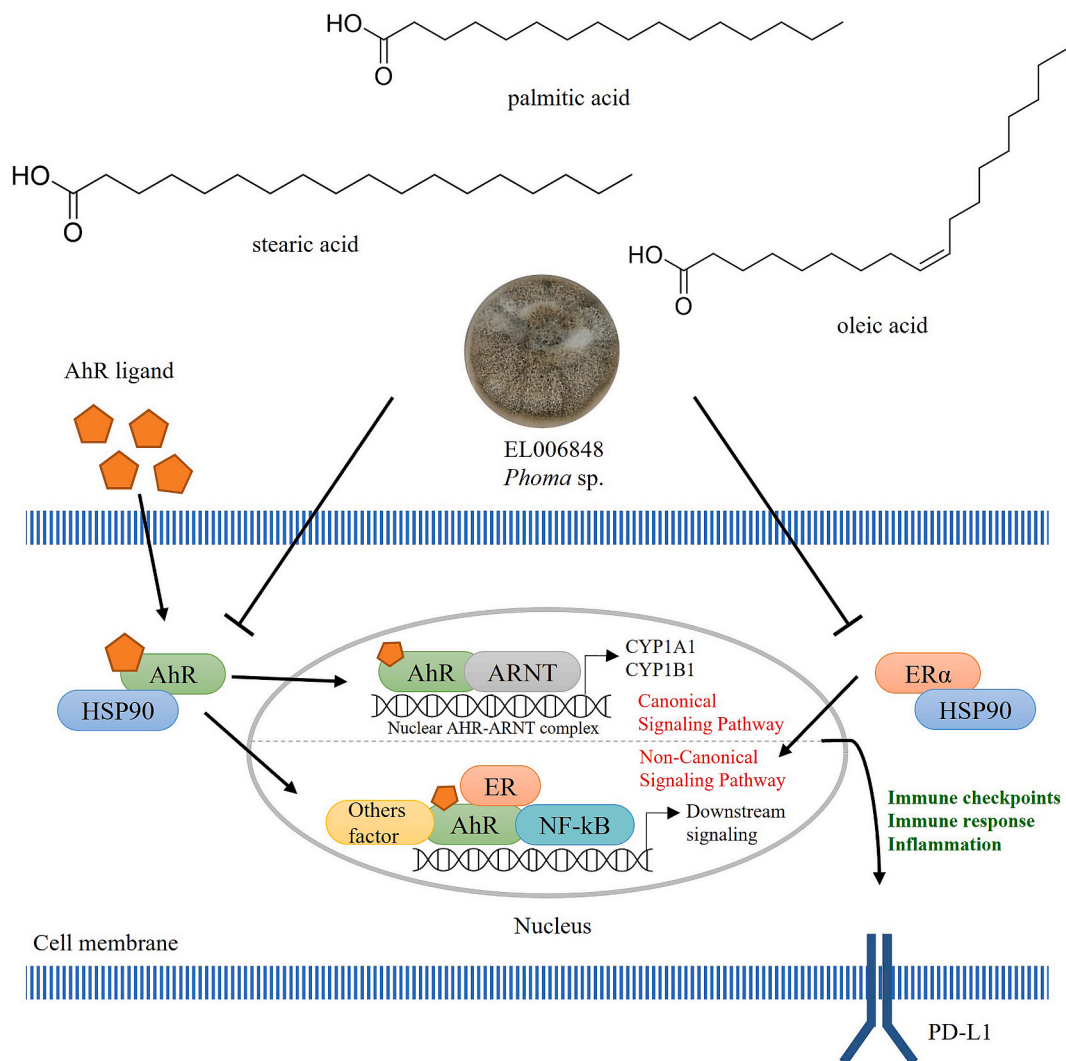 HO
O
palmitic acid
HO
O
stearic acid
HO
O
oleic acid
AhR ligand
EL006848
Phoma sp.
AhR
HSP90
AhR
ARNT
CYP1A1
CYP1B1
Nuclear AHR-ARNT complex
Canonical
Signaling Pathway
ERα
HSP90
Non-Canonical
Signaling Pathway
ER
Others
factor
AhR
NF-kB
Downstream
signaling
Immune checkpoints
Immune response
Inflammation
Nucleus
Cell membrane
PD-L1